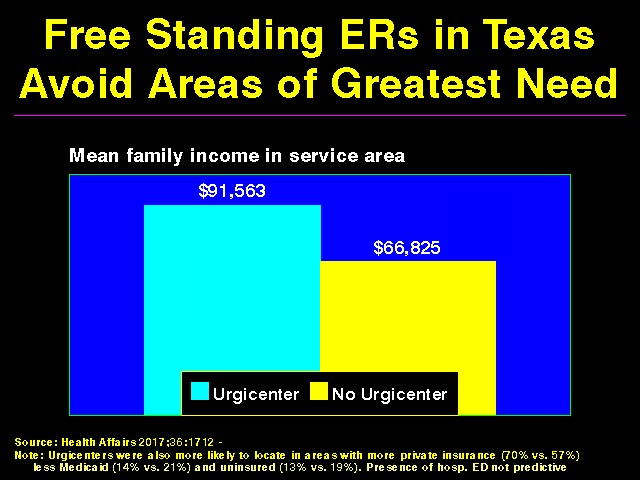 Free Standing ERs in Texas
Avoid Areas of Greatest Need
Mean family income in service area
$91,563
$66,825
Urgicenter No Urgicenter
Source: Health Affairs 2017;36:1712 -
Note: Urgicenters were also more likely to locate in areas with more private insurance (70% vs. 57%)
less Medicaid (14% vs. 21%) and uninsured (13% vs. 19%). Presence of hosp. ED not predictive